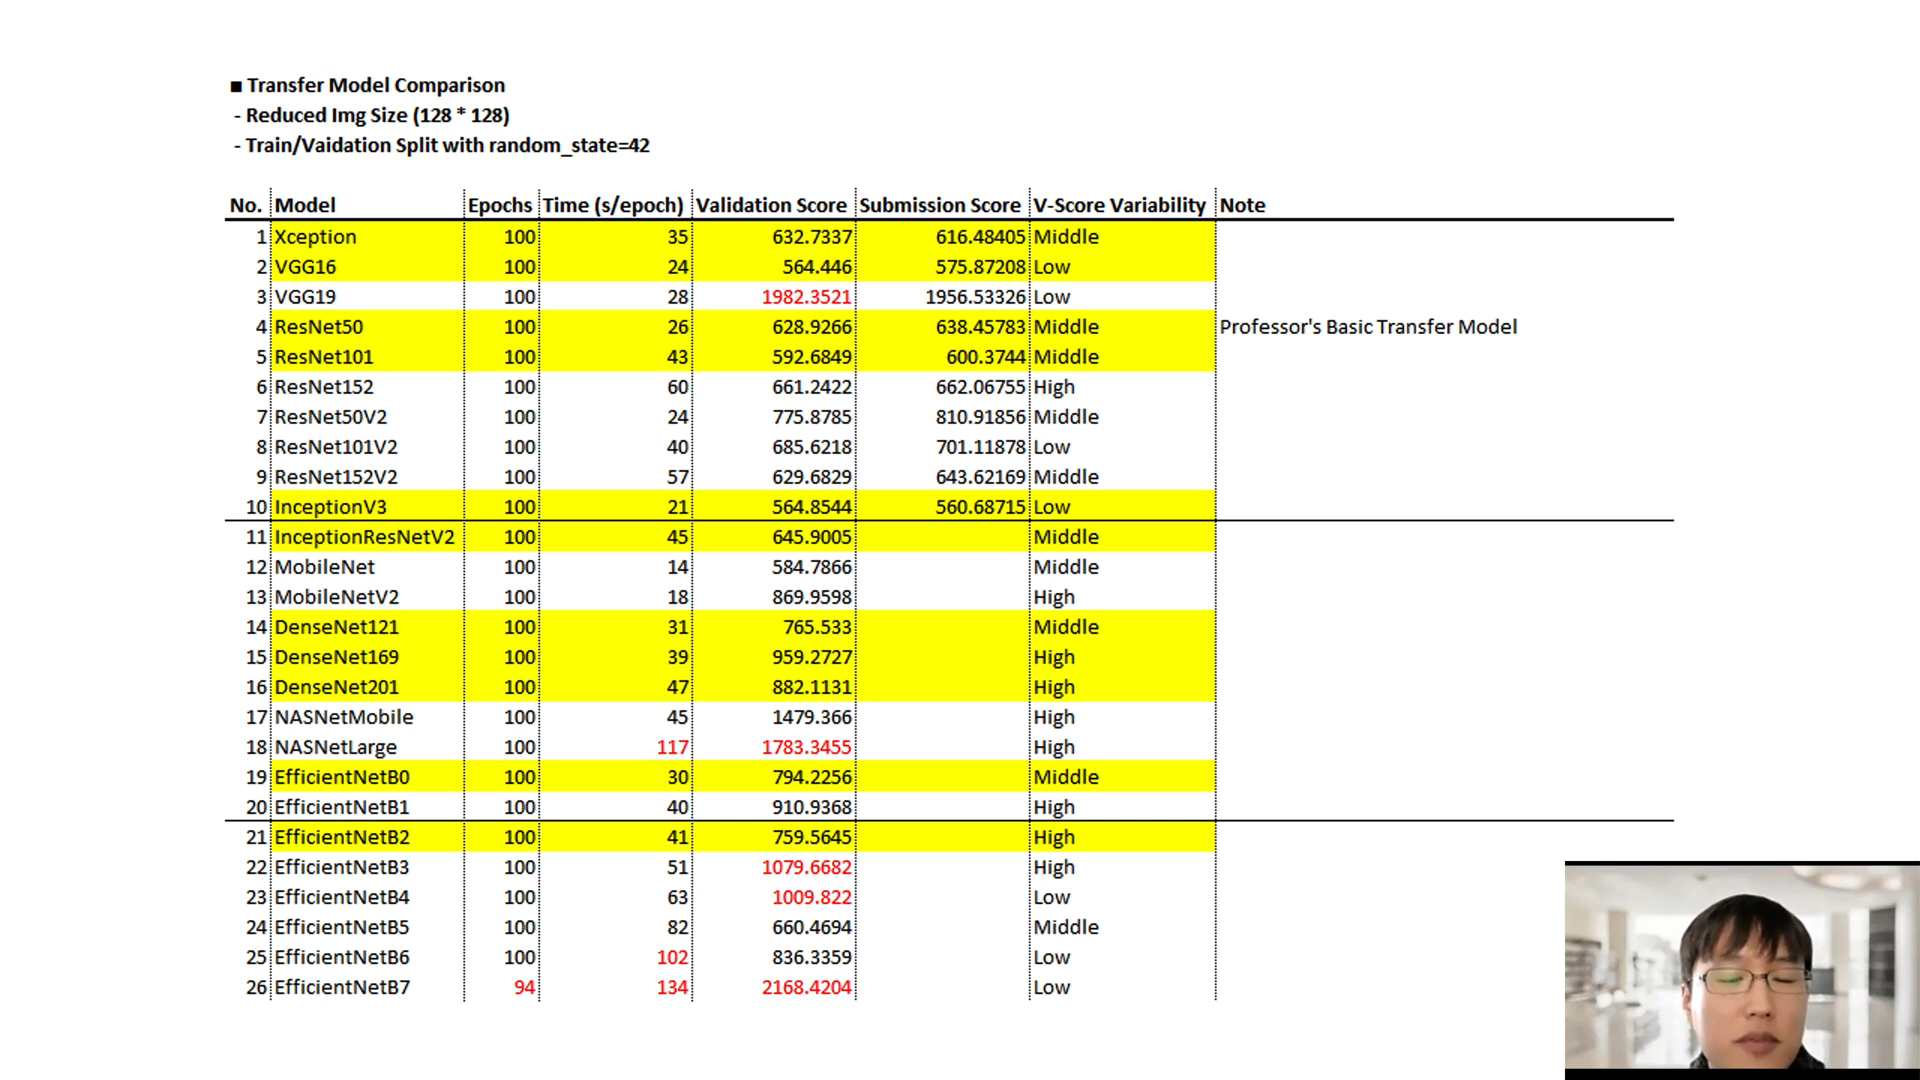 ■ Transfer Model Comparison
- Reduced Img Size (128 * 128)
- Train/Vaidation Split with random_state=42
No. Model Epochs Time (s/epoch) Validation Score Submission Score V-Score Variability Note
1 Xception 100 35 632.7337 616.48405 Middle
2 VGG16 100 24 564.446 575.87208 Low
3 VGG19 100 28 1982.3521 1956.53326 Low
4 ResNet50 100 26 628.9266 638.45783 Middle Professor's Basic Transfer Model
5 ResNet101 100 43 592.6849 600.3744 Middle
6 ResNet152 100 60 661.2422 662.06755 High
7 ResNet50V2 100 24 775.8785 810.91856 Middle
8 ResNet101V2 100 40 685.6218 701.11878 Low
9 ResNet152V2 100 57 629.6829 643.62169 Middle
10 InceptionV3 100 21 564.8544 560.68715 Low
11 InceptionResNetV2 100 45 645.9005 Middle
12 MobileNet 100 14 584.7866 Middle
13 MobileNetV2 100 18 869.9598 High
14 DenseNet121 100 31 765.533 Middle
15 DenseNet169 100 39 959.2727 High
16 DenseNet201 100 47 882.1131 High
17 NASNetMobile 100 45 1479.366 High
18 NASNetLarge 100 117 1783.3455 High
19 EfficientNetB0 100 30 794.2256 Middle
20 EfficientNetB1 100 40 910.9368 High
21 EfficientNetB2 100 41 759.5645 High
22 EfficientNetB3 100 51 1079.6682 High
23 EfficientNetB4 100 63 1009.822 Low
24 EfficientNetB5 100 82 660.4694 Middle
25 EfficientNetB6 100 102 836.3359 Low
26 EfficientNetB7 94 134 2168.4204 Low